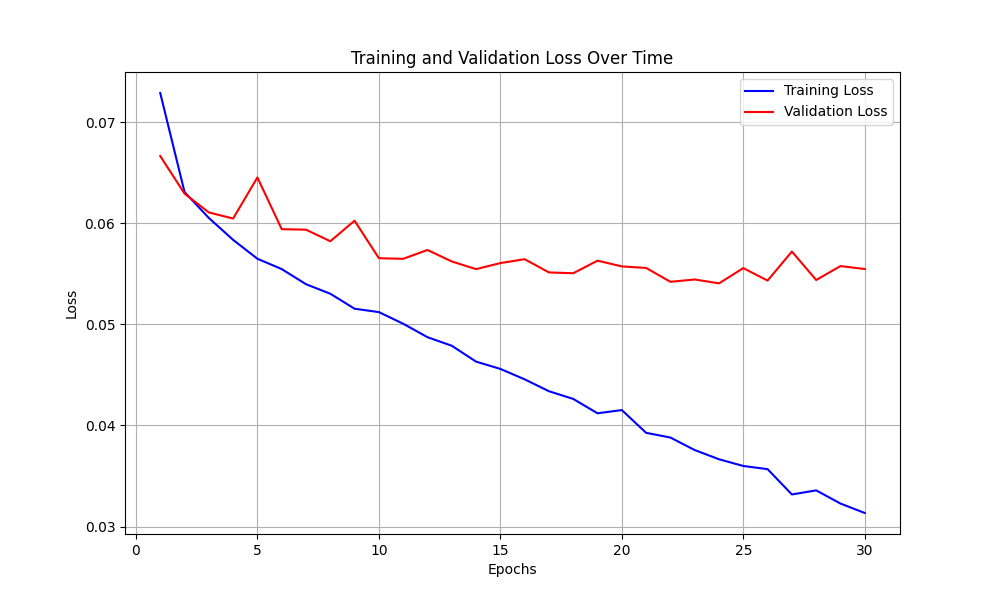 Training and Validation Loss Over Time
Training Loss
Validation Loss
Loss
0.07
0.06
0.05
0.04
0.03
0 5 10 15 20 25 30
Epochs